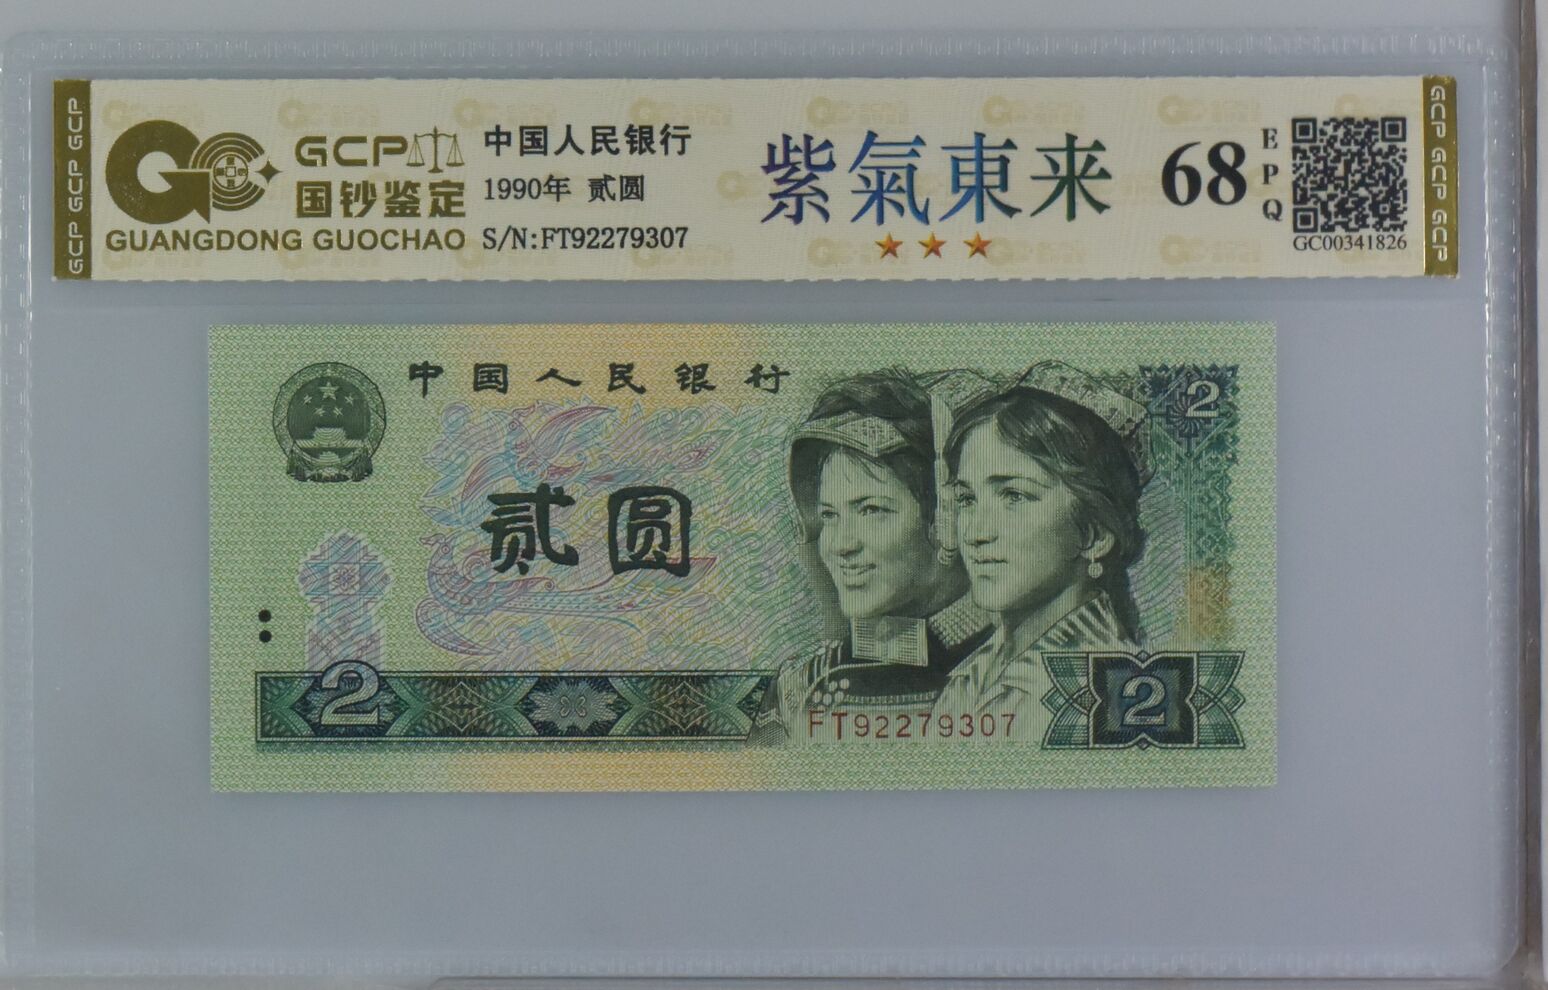 GCP GCP GCP
GCP
国钞鉴定
GUANGDONG GUOCHAO
中国人民银行
1990年 贰圆
S/N:FT92279307
紫氣東来
68
EPQ
GC00341826
GCP GCP GCP
中国人民银行
2
贰圆
2
FT92279307
2